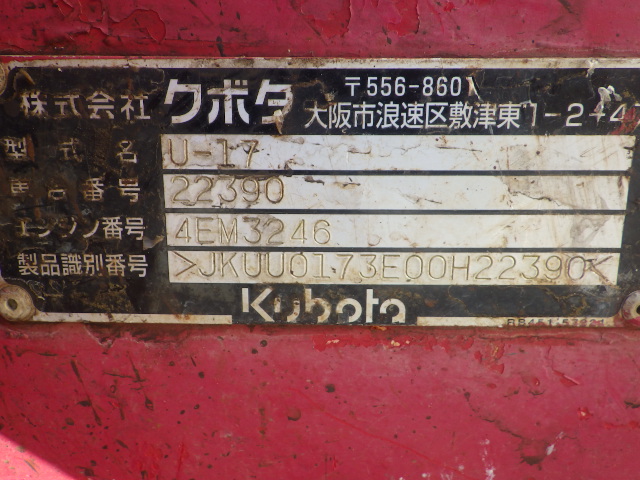 株式会社 クボタ 〒556-8601
大阪市浪速区敷津東1-2-47
型式名 U-17
車台番号 22390
エンジン番号 4EM3246
製品識別番号 >JKUU0173E00H22390<
Kubota